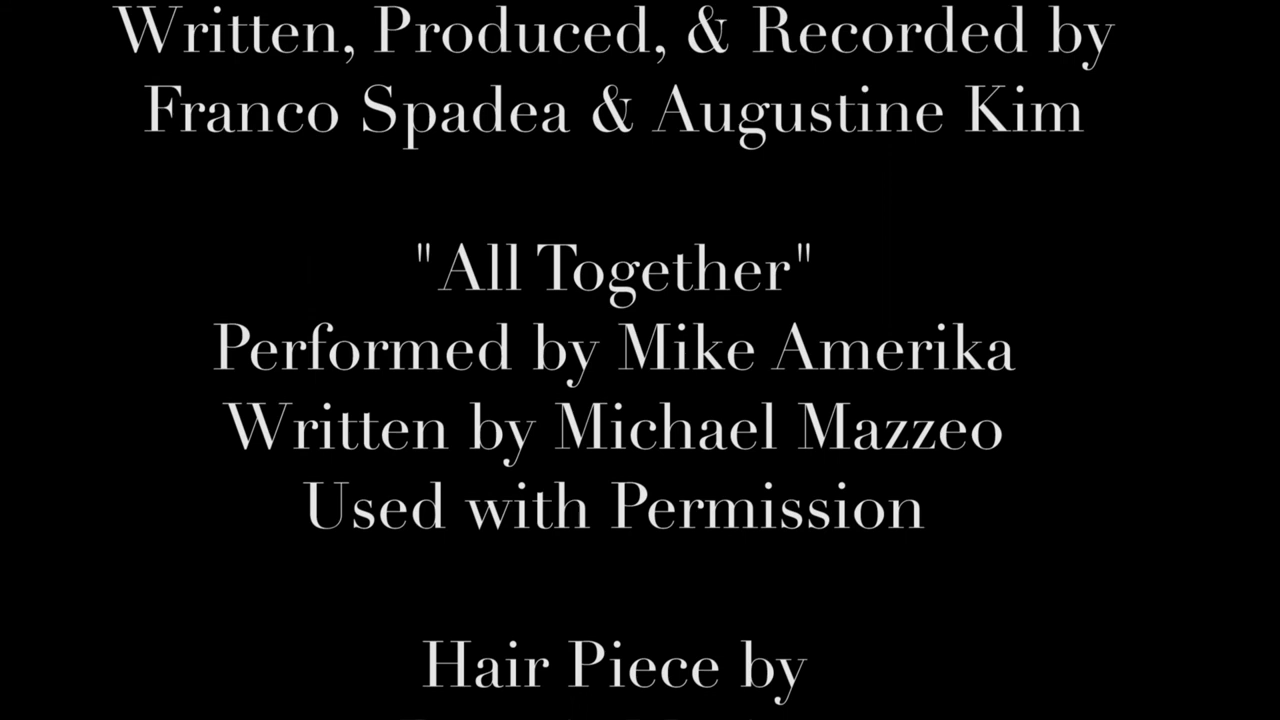 Written, Produced, & Recorded by
Franco Spadea & Augustine Kim
"All Together"
Performed by Mike Amerika
Written by Michael Mazzeo
Used with Permission
Hair Piece by